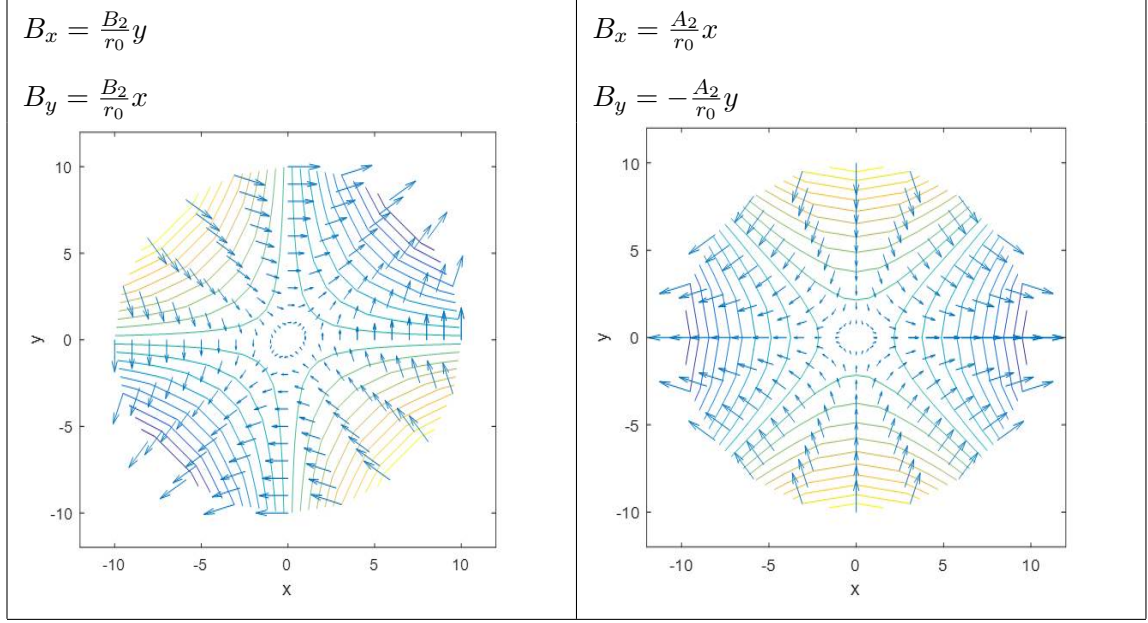 $B_x = \frac{B_2}{r_0} y$
$B_y = \frac{B_2}{r_0} x$
10
5
0
-5
-10
y
-10 -5 0 5 10
x
$B_x = \frac{A_2}{r_0} x$
$B_y = -\frac{A_2}{r_0} y$
10
5
0
-5
-10
y
-10 -5 0 5 10
x